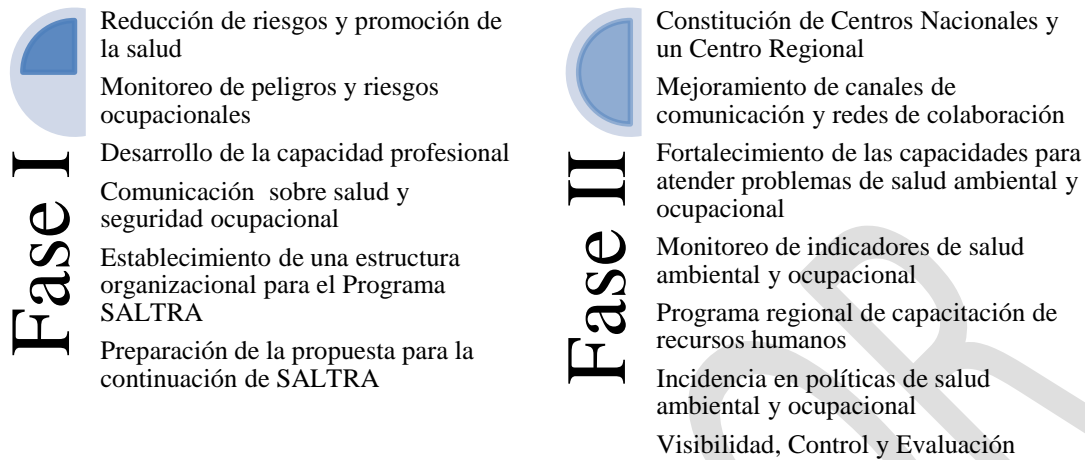 Fase I
Reducción de riesgos y promoción de
la salud
Monitoreo de peligros y riesgos
ocupacionales
Desarrollo de la capacidad profesional
Comunicación sobre salud y
seguridad ocupacional
Establecimiento de una estructura
organizacional para el Programa
SALTRA
Preparación de la propuesta para la
continuación de SALTRA
Fase II
Constitución de Centros Nacionales y
un Centro Regional
Mejoramiento de canales de
comunicación y redes de colaboración
Fortalecimiento de las capacidades para
atender problemas de salud ambiental y
ocupacional
Monitoreo de indicadores de salud
ambiental y ocupacional
Programa regional de capacitación de
recursos humanos
Incidencia en políticas de salud
ambiental y ocupacional
Visibilidad, Control y Evaluación